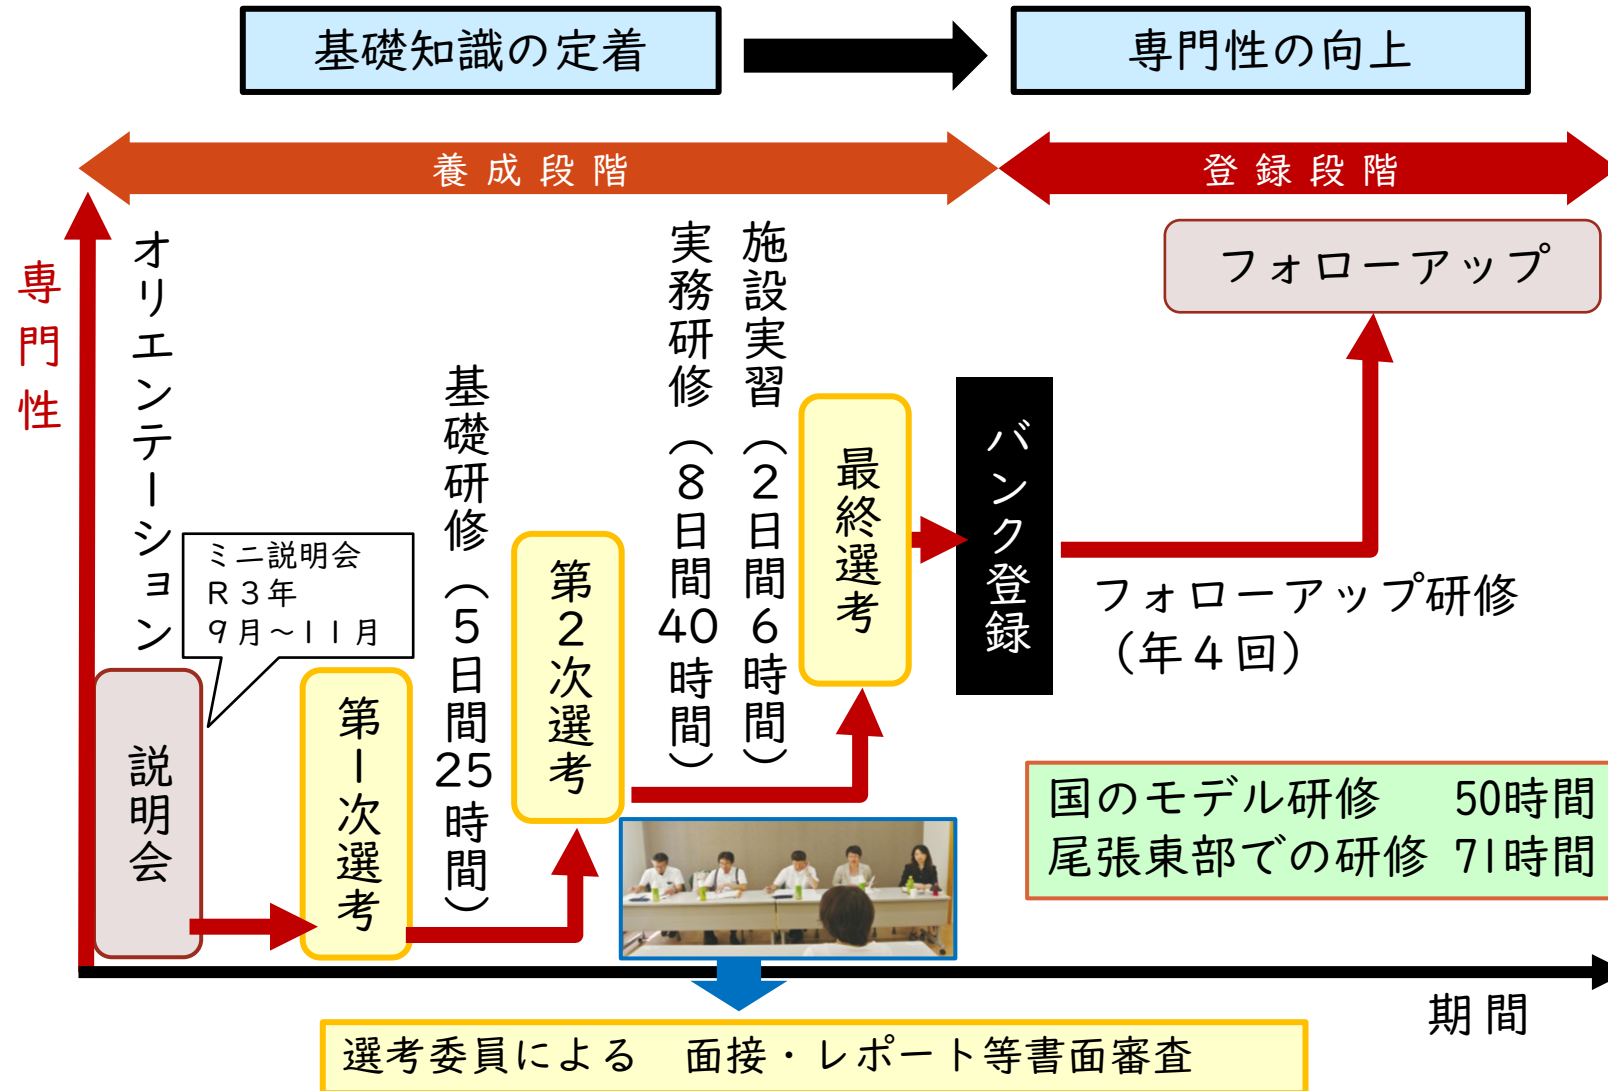 基礎知識の定着
専門性の向上
養成段階
登録段階
専門性
オリエンテーション
説明会
ミニ説明会
R3年
9月～11月
第1次選考
基礎研修（5日間25時間）
第2次選考
実務研修（8日間40時間）
施設実習（2日間6時間）
最終選考
バンク登録
フォローアップ
フォローアップ研修
（年4回）
国のモデル研修　50時間
尾張東部での研修 71時間
期間
選考委員による　面接・レポート等書面審査